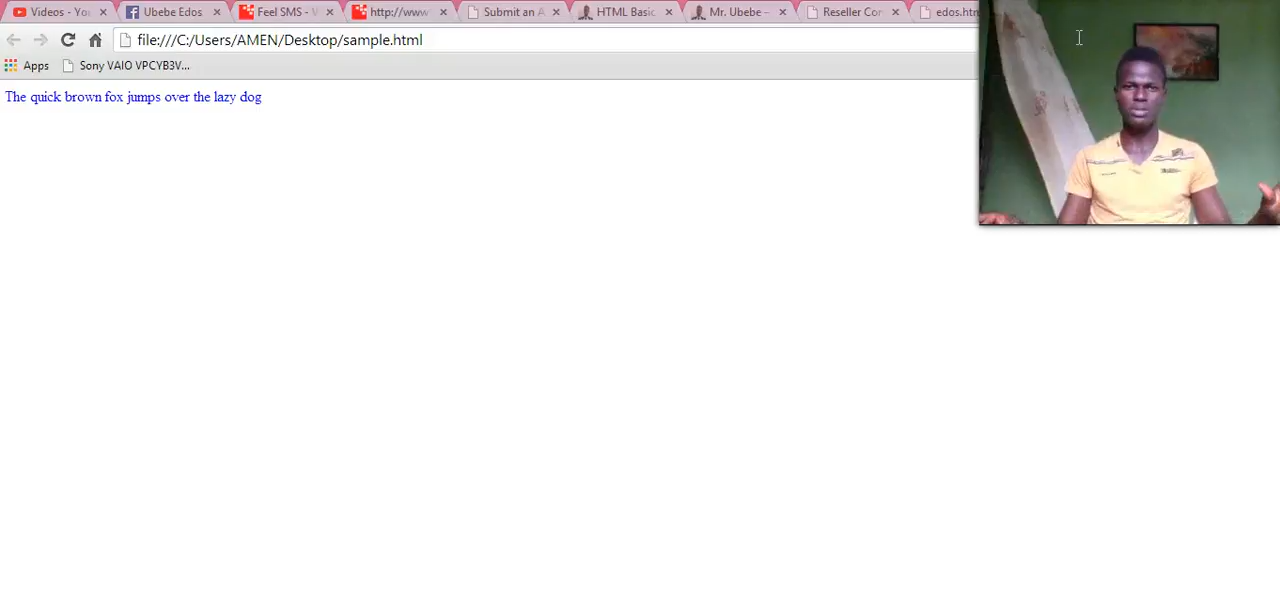 Videos - Yo
Ubebe Edos
Feel SMS - V
http://www
Submit an A
HTML Basic
Mr. Ubebe –
Reseller Co
edos.htm
file:///C:/Users/AMEN/Desktop/sample.html
Apps
Sony VAIO VPCYB3V...
The quick brown fox jumps over the lazy dog